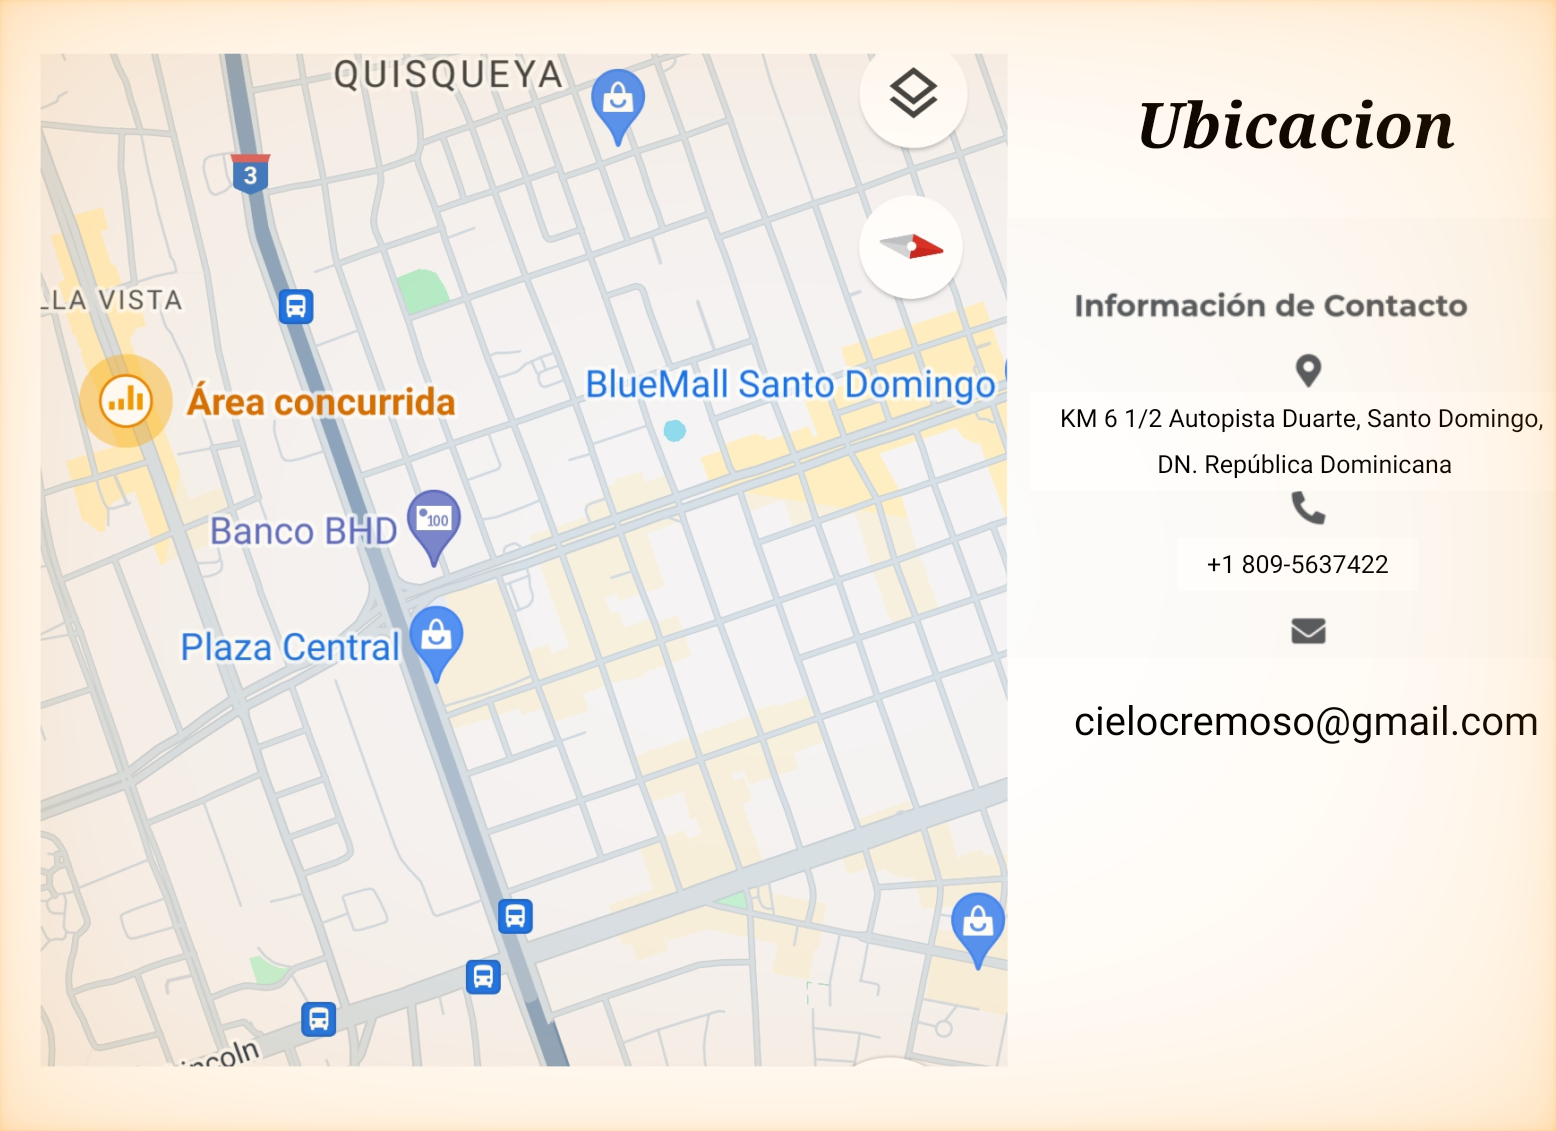 QUISQUEYA
3
LLA VISTA
Área concurrida
BlueMall Santo Domingo
Banco BHD
100
Plaza Central
incoln
Ubicacion
Información de Contacto
KM 6 1/2 Autopista Duarte, Santo Domingo,
DN. República Dominicana
+1 809-5637422
cielocremoso@gmail.com